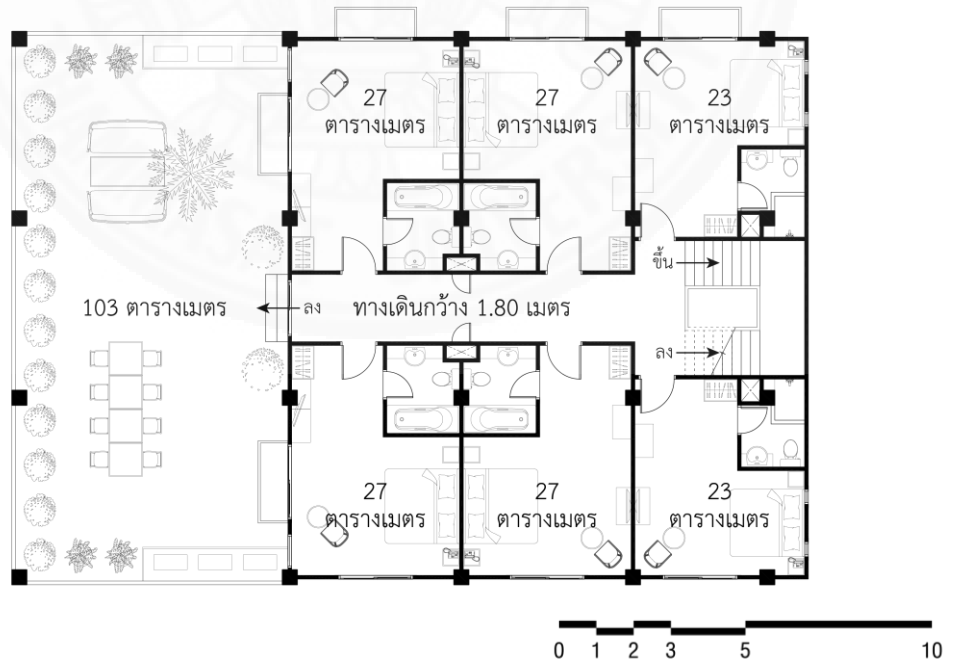 27
ตารางเมตร
27
ตารางเมตร
23
ตารางเมตร
ขึ้น
103 ตารางเมตร
ลง
ทางเดินกว้าง 1.80 เมตร
ลง
27
ตารางเมตร
27
ตารางเมตร
23
ตารางเมตร
0 1 2 3 5 10